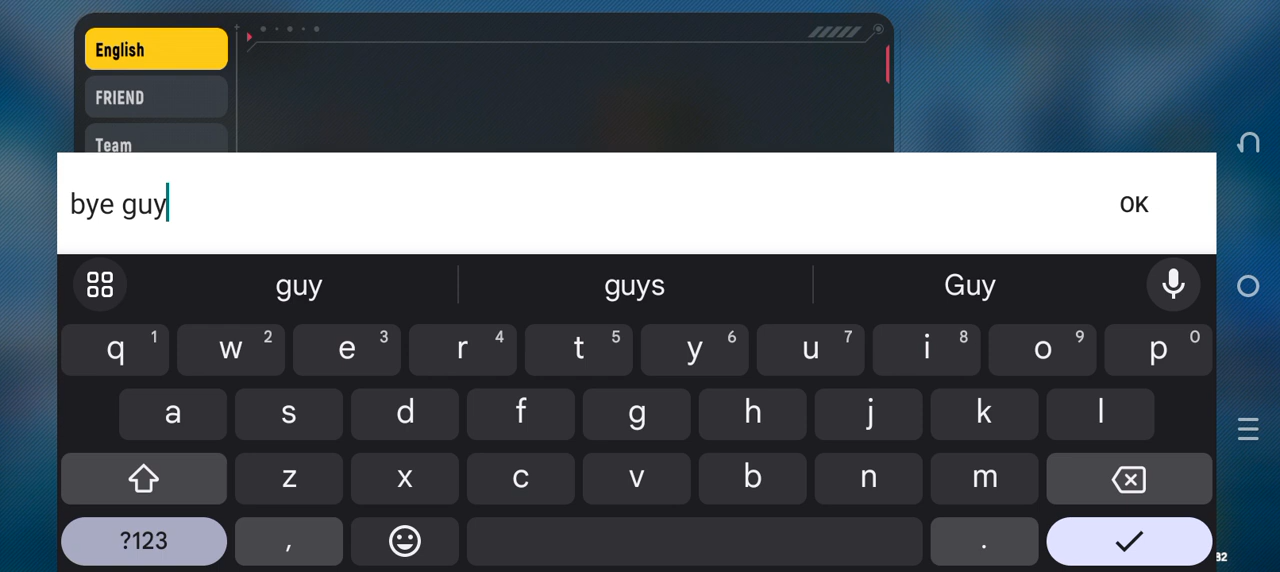 English
FRIEND
Team
bye guy
OK
guy guys Guy
q 1 w 2 e 3 r 4 t 5 y 6 u 7 i 8 o 9 p 0
a s d f g h j k l
z x c v b n m
?123 , .
32